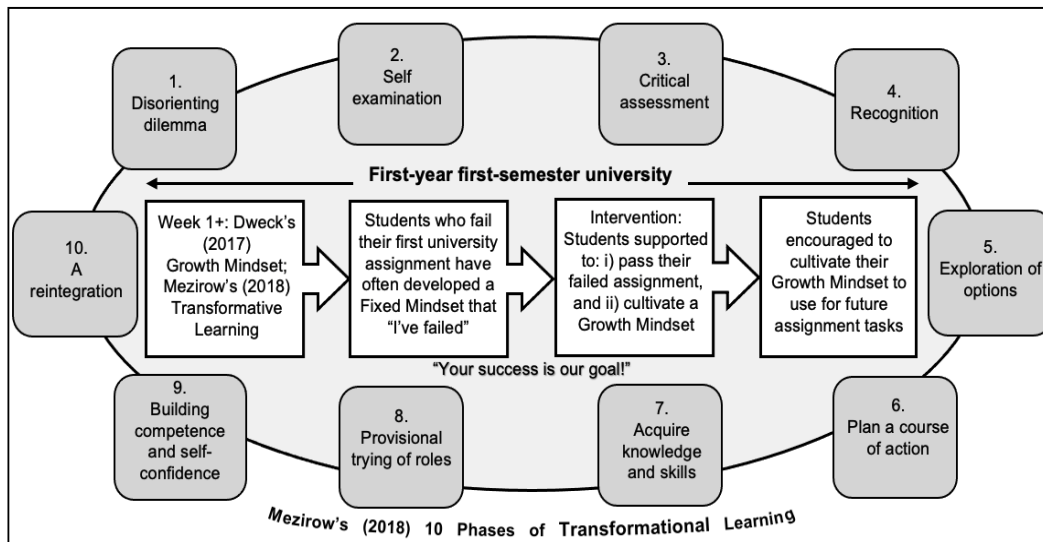 1.
Disorienting
dilemma
2.
Self
examination
3.
Critical
assessment
4.
Recognition
First-year first-semester university
10.
A
reintegration
Week 1+: Dweck's
(2017)
Growth Mindset;
Mezirow's (2018)
Transformative
Learning
Students who fail
their first university
assignment have
often developed a
Fixed Mindset that
“I've failed”
Intervention:
Students supported
to: i) pass their
failed assignment,
and ii) cultivate a
Growth Mindset
Students
encouraged to
cultivate their
Growth Mindset to
use for future
assignment tasks
5.
Exploration of
options
“Your success is our goal!”
9.
Building
competence
and self-
confidence
8.
Provisional
trying of roles
7.
Acquire
knowledge
and skills
6.
Plan a course
of action
Mezirow's (2018) 10 Phases of Transformational Learning